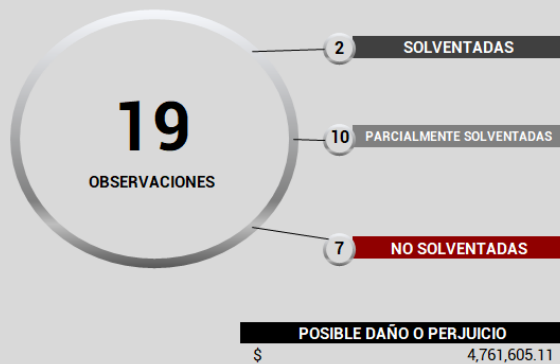 19
OBSERVACIONES
2 SOLVENTADAS
10 PARCIALMENTE SOLVENTADAS
7 NO SOLVENTADAS
POSIBLE DAÑO O PERJUICIO
$ 4,761,605.11